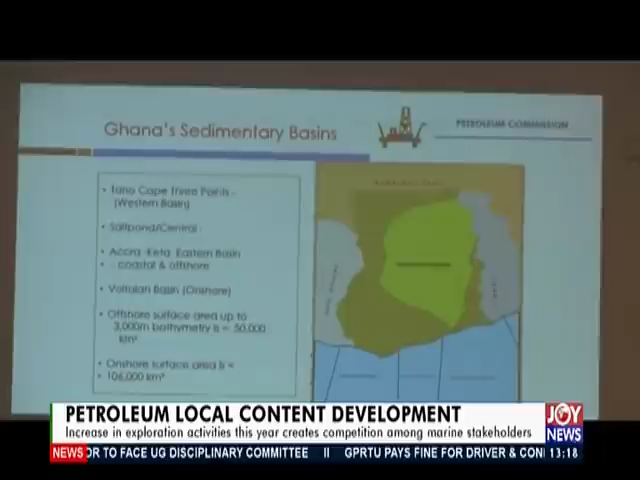 Ghana's Sedimentary Basins
PETROLEUM COMMISSION
• Tano Cape Three Points -
(Western Basin)
• Saltpond/Central -
• Accra -Keta Eastern Basin
• - coastal & offshore
• Voltaian Basin (Onshore)
• Offshore surface area up to
3,000m bathymetry is ~ 50,000
km²
• Onshore surface area is ~
• 106,000 km²
PETROLEUM LOCAL CONTENT DEVELOPMENT
Increase in exploration activities this year creates competition among marine stakeholders
JOY
NEWS
NEWS
OR TO FACE UG DISCIPLINARY COMMITTEE II GPRTU PAYS FINE FOR DRIVER & CON
13:18